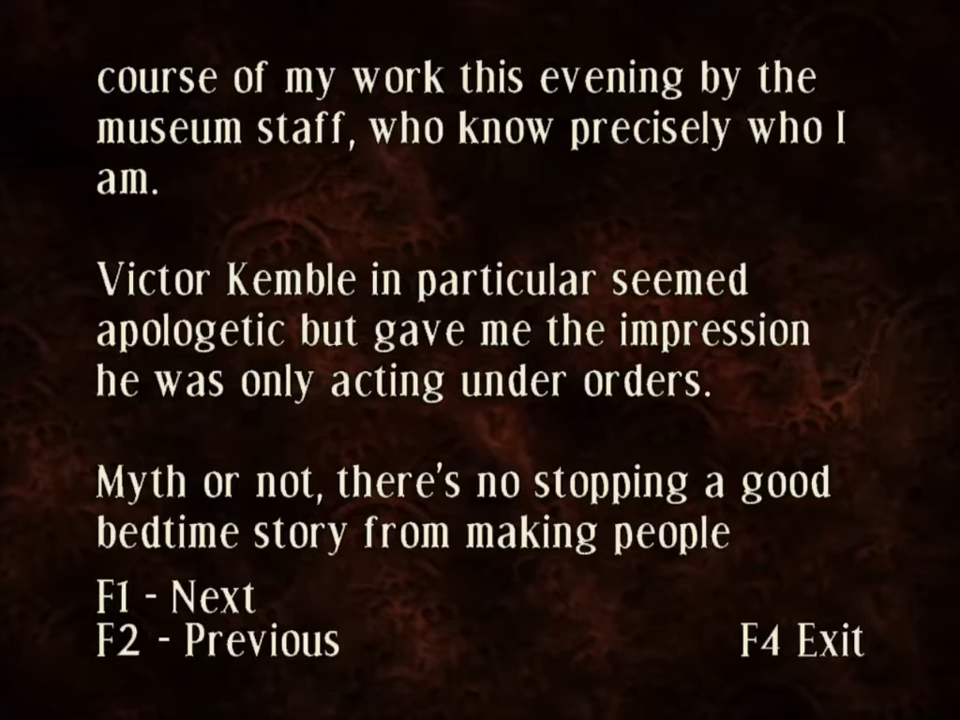 course of my work this evening by the
museum staff, who know precisely who I
am.
Victor Kemble in particular seemed
apologetic but gave me the impression
he was only acting under orders.
Myth or not, there's no stopping a good
bedtime story from making people
F1 - Next
F2 - Previous
F4 Exit